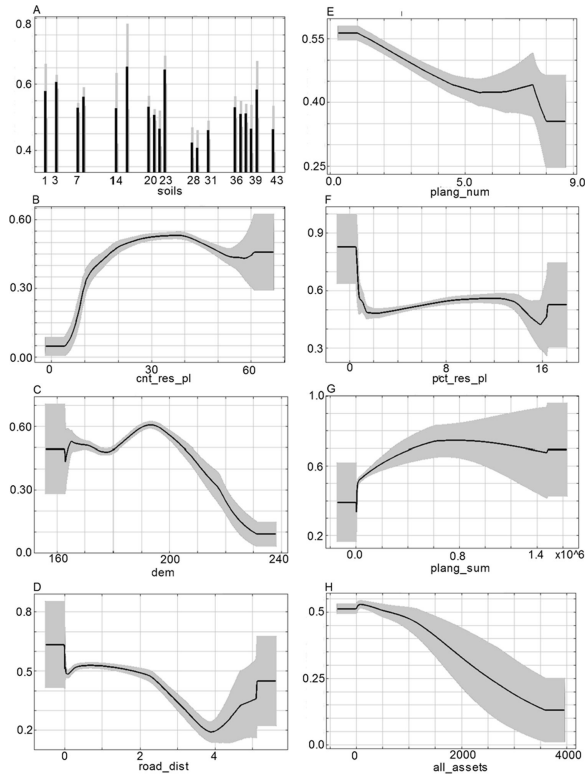 A
0.8
0.6
0.4
1 3 7 14 20 23 28 31 36 39 43
soils
B
0.60
0.30
0.00
0 30 60
cnt_res_pl
C
0.60
0.30
0.0
160 200 240
dem
D
0.8
0.5
0.2
0 2 4
road_dist
E
0.55
0.40
0.25
0.0 5.0 9.0
plang_num
F
0.9
0.6
0.3
0 8 16
pct_res_pl
G
1.0
0.6
0.2
0.0 0.8 1.4 x10^6
plang_sum
H
0.5
0.0
0 2000 4000
all_assets